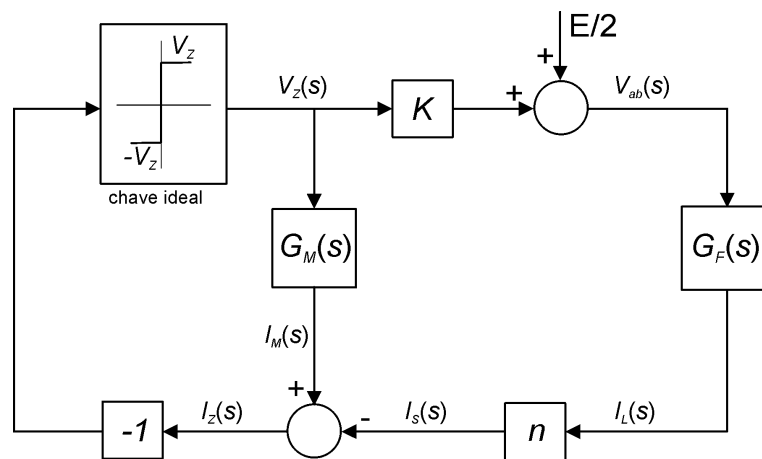 E/2
V_Z
-V_Z
chave ideal
V_Z(s)
K
+
+
V_ab(s)
G_M(s)
G_F(s)
I_M(s)
+
-1
I_Z(s)
-
I_S(s)
n
I_L(s)